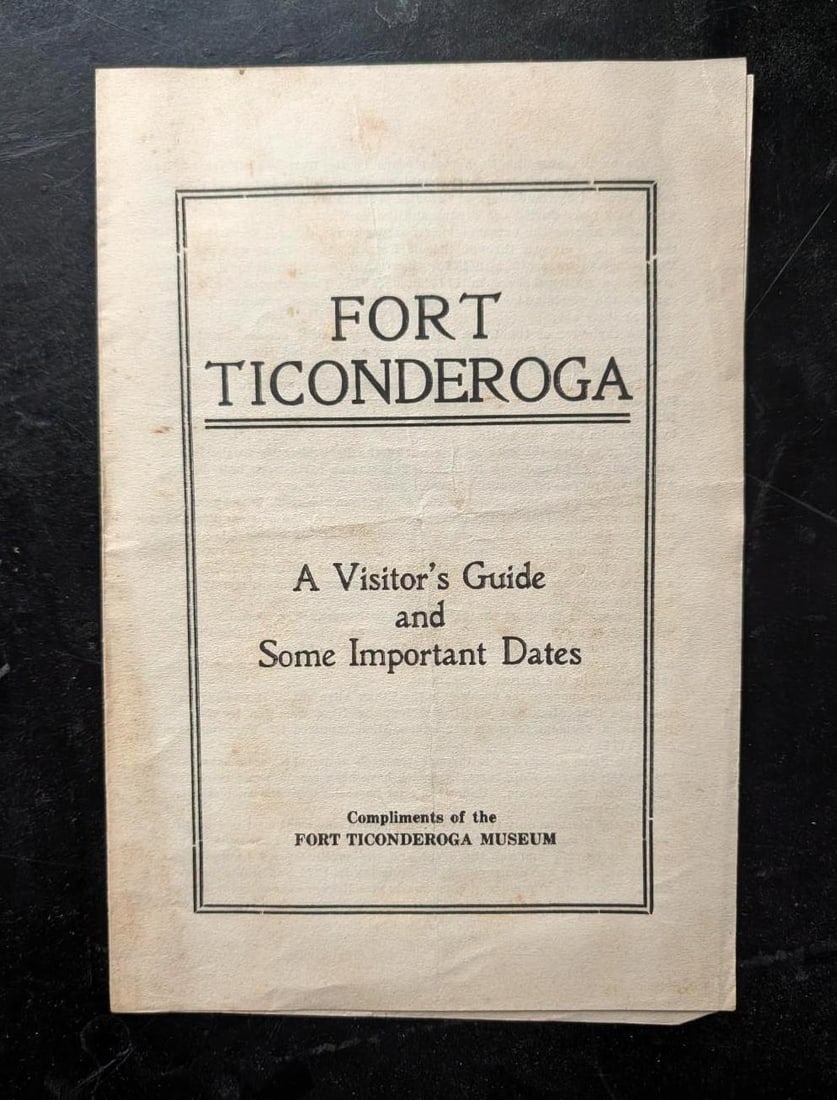 FORT
TICONDEROGA
A Visitor's Guide
and
Some Important Dates
Compliments of the
FORT TICONDEROGA MUSEUM